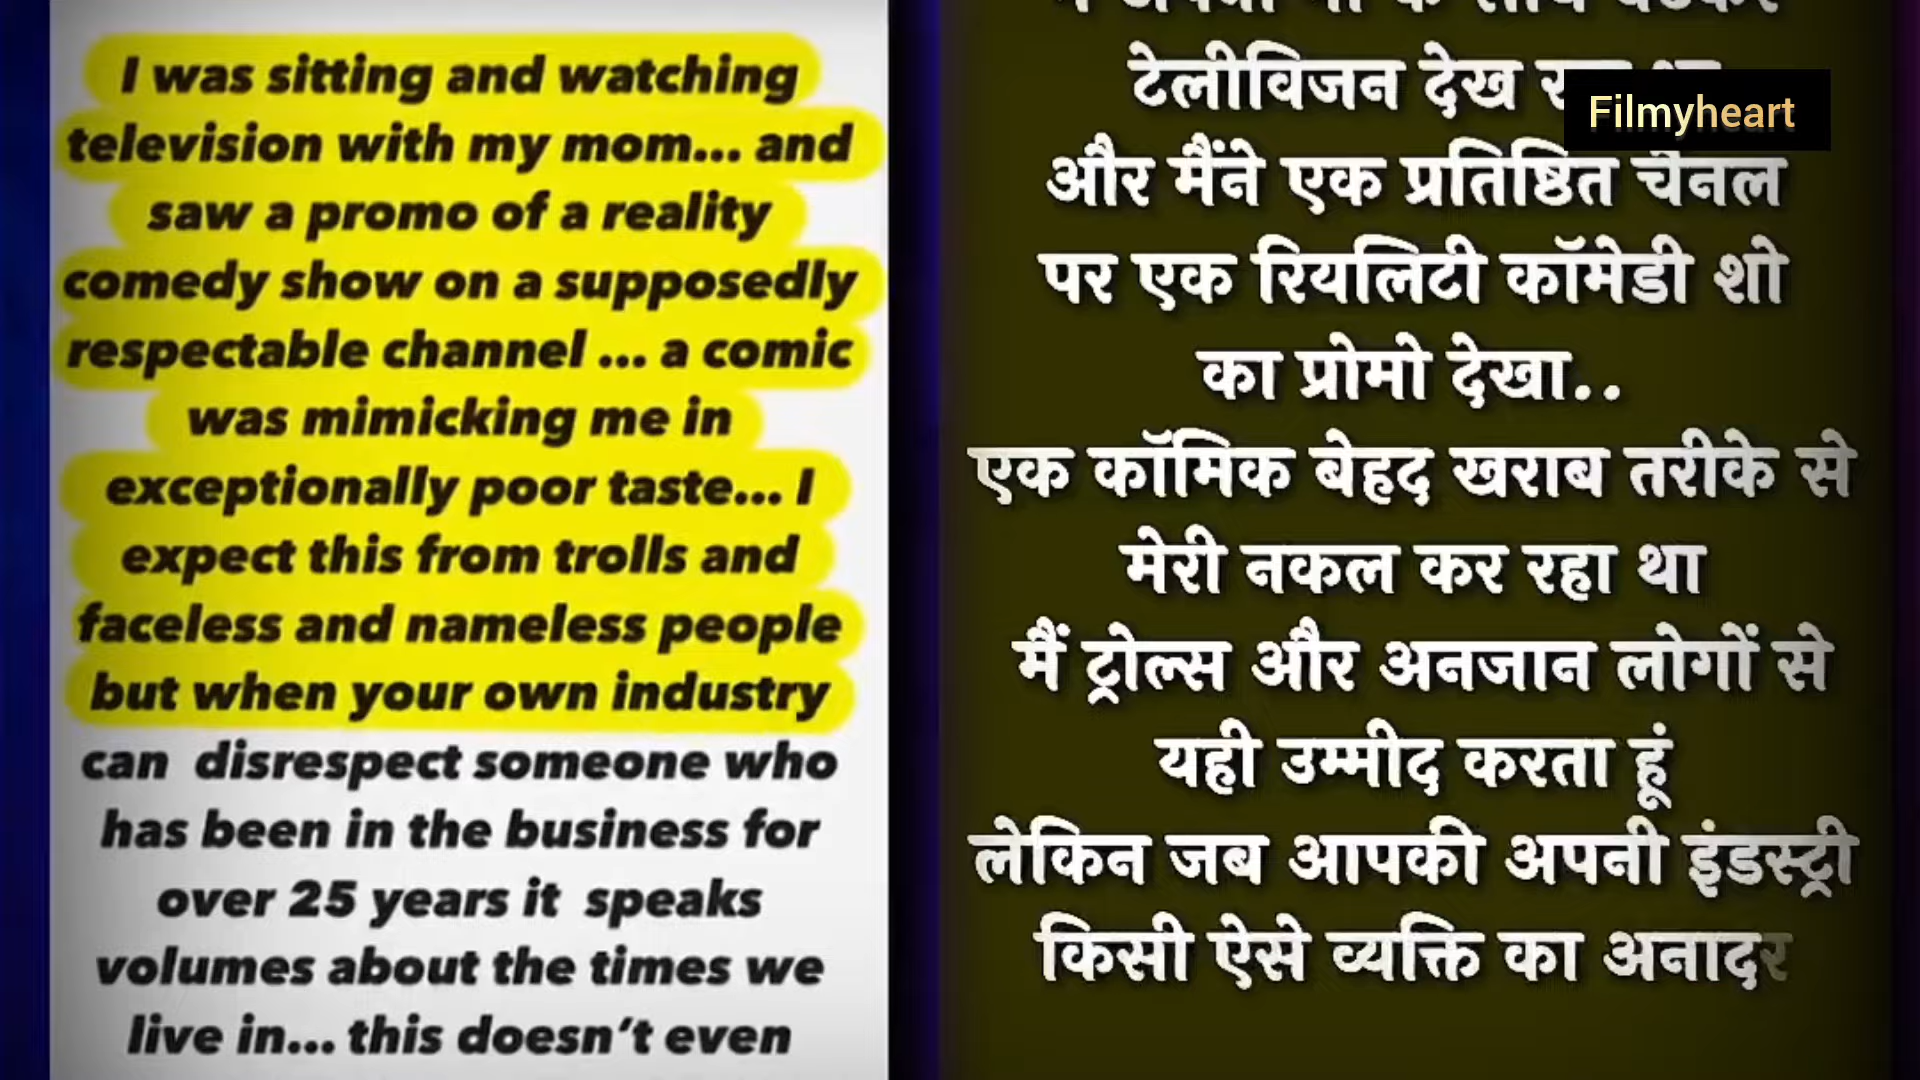 I was sitting and watching
television with my mom... and
saw a promo of a reality
comedy show on a supposedly
respectable channel ... a comic
was mimicking me in
exceptionally poor taste... I
expect this from trolls and
faceless and nameless people
but when your own industry
can disrespect someone who
has been in the business for
over 25 years it speaks
volumes about the times we
live in... this doesn't even
टेलीविजन देख
Filmyheart
और मैंने एक प्रतिष्ठित चैनल
पर एक रियलिटी कॉमेडी शो
का प्रोमो देखा..
एक कॉमिक बेहद खराब तरीके से
मेरी नकल कर रहा था
मैं ट्रोल्स और अनजान लोगों से
यही उम्मीद करता हूं
लेकिन जब आपकी अपनी इंडस्ट्री
किसी ऐसे व्यक्ति का अनादर